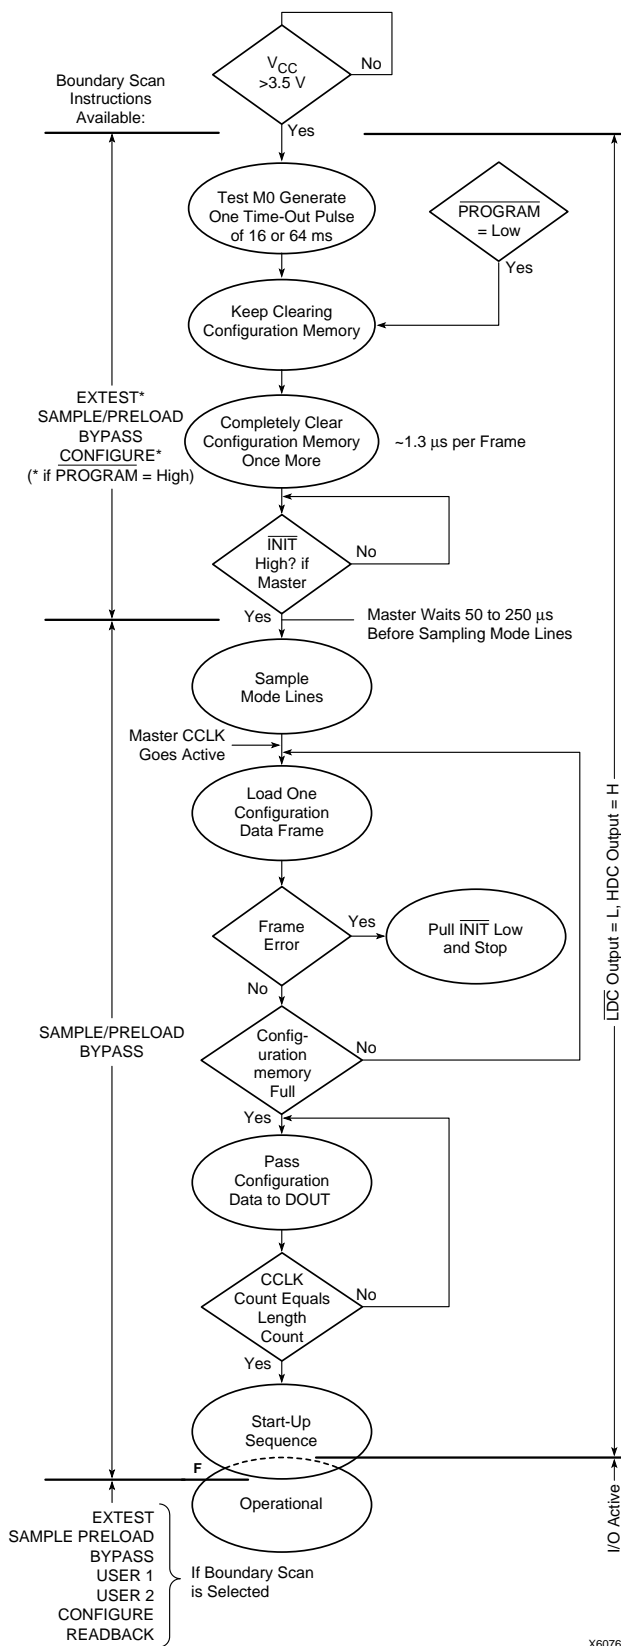 V_CC
>3.5 V
No
Boundary Scan
Instructions
Available:
Yes
Test M0 Generate
One Time-Out Pulse
of 16 or 64 ms
PROGRAM
= Low
Yes
Keep Clearing
Configuration Memory
EXTEST*
SAMPLE/PRELOAD
BYPASS
CONFIGURE*
(* if PROGRAM = High)
Completely Clear
Configuration Memory
Once More
~1.3 µs per Frame
INIT
High? if
Master
No
Yes
Master Waits 50 to 250 µs
Before Sampling Mode Lines
Sample
Mode Lines
Master CCLK
Goes Active
Load One
Configuration
Data Frame
LDC Output = L, HDC Output = H
Frame
Error
Yes
Pull INIT Low
and Stop
No
SAMPLE/PRELOAD
BYPASS
Config-
uration
memory
Full
No
Yes
Pass
Configuration
Data to DOUT
CCLK
Count Equals
Length
Count
No
Yes
Start-Up
Sequence
F
Operational
I/O Active
EXTEST
SAMPLE PRELOAD
BYPASS
USER 1
USER 2
CONFIGURE
READBACK
If Boundary Scan
is Selected
X6076